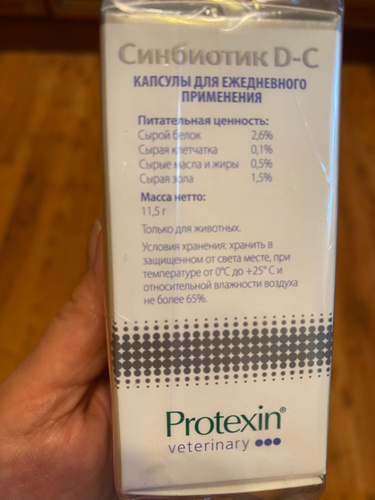 Синбиотик D-C
КАПСУЛЫ ДЛЯ ЕЖЕДНЕВНОГО
ПРИМЕНЕНИЯ
Питательная ценность:
Сырой белок 2,6%
Сырая клетчатка 0,1%
Сырые масла и жиры 0,5%
Сырая зола 1,5%
Масса нетто:
11,5 г
Только для животных.
Условия хранения: хранить в
защищенном от света месте, при
температуре от 0°С до +25° С и
относительной влажности воздуха
не более 65%.
Protexin®
veterinary